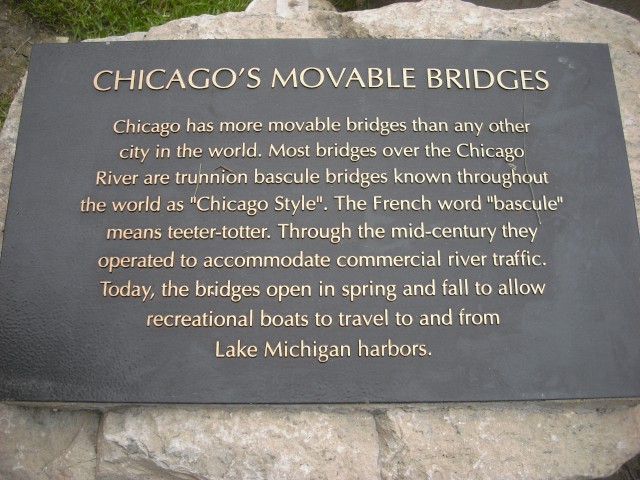 CHICAGO'S MOVABLE BRIDGES
Chicago has more movable bridges than any other
city in the world. Most bridges over the Chicago
River are trunnion bascule bridges known throughout
the world as "Chicago Style". The French word "bascule"
means teeter-totter. Through the mid-century they
operated to accommodate commercial river traffic.
Today, the bridges open in spring and fall to allow
recreational boats to travel to and from
Lake Michigan harbors.